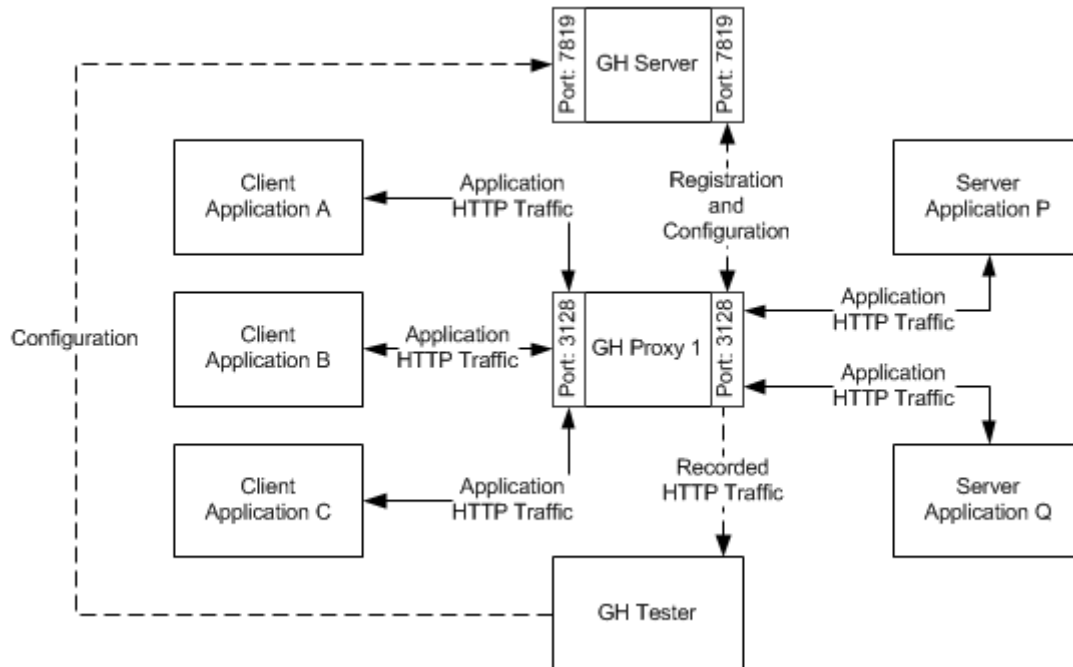 Port: 7819
GH Server
Port: 7819
Client
Application A
Application
HTTP Traffic
Registration
and
Configuration
Server
Application P
Configuration
Client
Application B
Application
HTTP Traffic
Port: 3128
GH Proxy 1
Port: 3128
Application
HTTP Traffic
Application
HTTP Traffic
Client
Application C
Application
HTTP Traffic
Recorded
HTTP Traffic
Server
Application Q
GH Tester